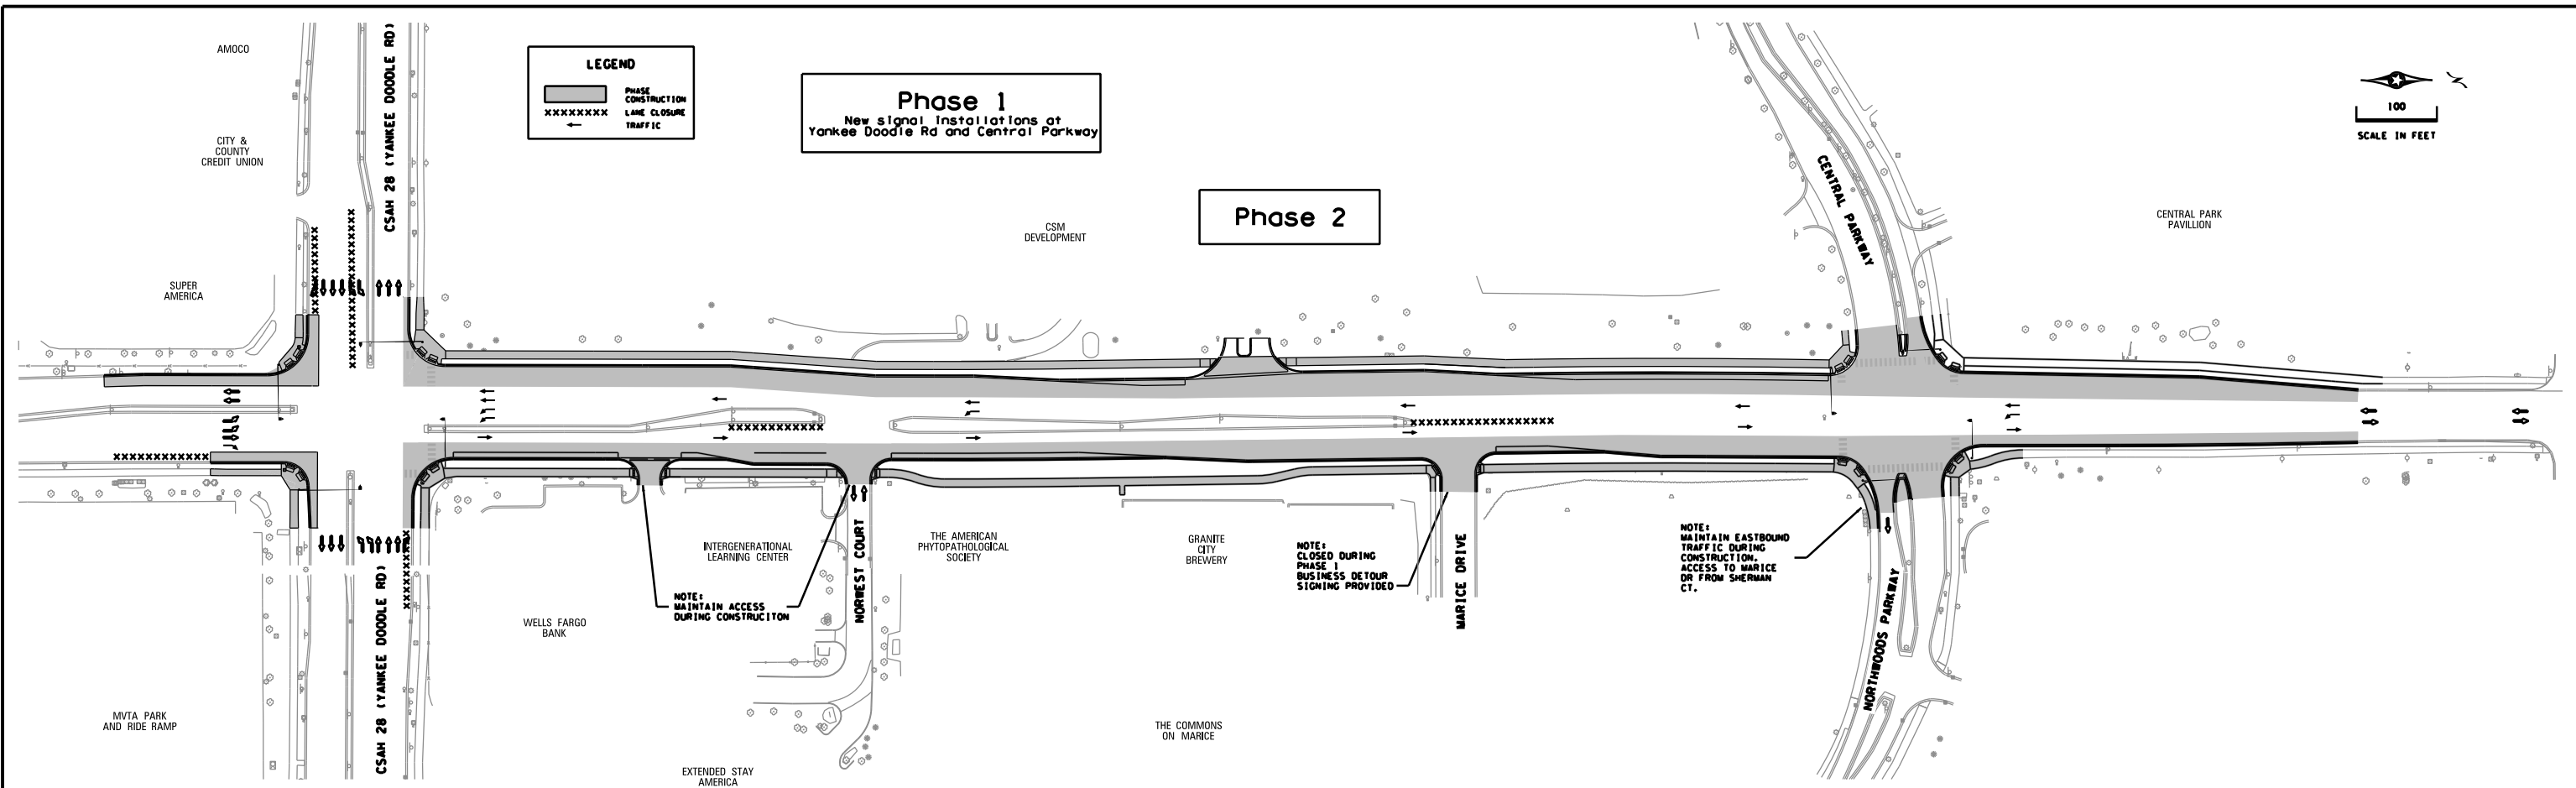 AMOCO
CITY &
COUNTY
CREDIT UNION
SUPER
AMERICA
CSAH 28 (YANKEE DOODLE RD)
LEGEND
PHASE
CONSTRUCTION
XXXXXXXXX LANE CLOSURE
TRAFFIC
Phase 1
New signal installations at
Yankee Doodle Rd and Central Parkway
Phase 2
CSM
DEVELOPMENT
CENTRAL PARKWAY
CENTRAL PARK
PAVILLION
100
SCALE IN FEET
MVTA PARK
AND RIDE RAMP
CSAH 28 (YANKEE DOODLE RD)
WELLS FARGO
BANK
INTERGENERATIONAL
LEARNING CENTER
NOTE:
MAINTAIN ACCESS
DURING CONSTRUCITON
EXTENDED STAY
AMERICA
NORWEST COURT
THE AMERICAN
PHYTOPATHOLOGICAL
SOCIETY
GRANITE
CITY
BREWERY
THE COMMONS
ON MARICE
NOTE:
CLOSED DURING
PHASE 1
BUSINESS DETOUR
SIGNING PROVIDED
MARICE DRIVE
NOTE:
MAINTAIN EASTBOUND
TRAFFIC DURING
CONSTRUCTION.
ACCESS TO MARICE
DR FROM SHERMAN
CT.
NORTHWOODS PARKWAY